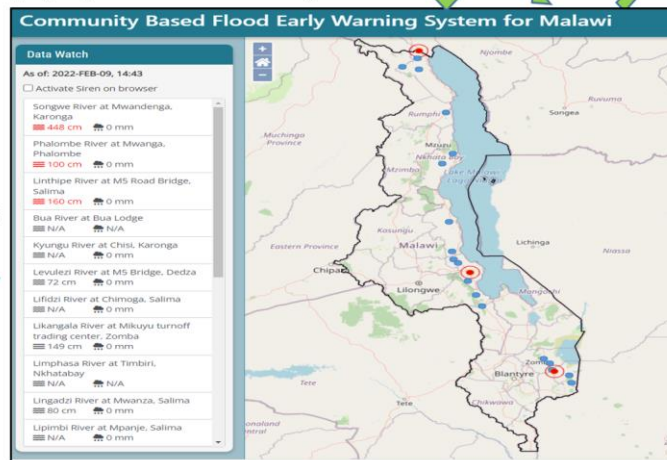 Community Based Flood Early Warning System for Malawi
Data Watch
As of: 2022-FEB-09, 14:43
Activate Siren on browser
Songwe River at Mwandenga,
Karonga
448 cm 0 mm
Phalombe River at Mwanga,
Phalombe
100 cm 0 mm
Linthipe River at M5 Road Bridge,
Salima
160 cm 0 mm
Bua River at Bua Lodge
N/A N/A
Kyungu River at Chisi, Karonga
N/A 0 mm
Levulezi River at M5 Bridge, Dedza
72 cm 0 mm
Lifidzi River at Chimoga, Salima
N/A 0 mm
Likangala River at Mikuyu turnoff
trading center, Zomba
149 cm 0 mm
Limphasa River at Timbiri,
Nkhatabay
N/A N/A
Lingadzi River at Mwanza, Salima
80 cm 0 mm
Lipimbi River at Mpanje, Salima
N/A 0 mm
+
−
Njombe
Ruvuma
Songea
Rumphi
Muchinga
Province
Mzuzu
Nkhata Bay
Mzimba
Lake Malawi
Kasungu
Eastern Province
Malawi
Lichinga
Niassa
Chipata
Lilongwe
Mangochi
Zomba
Blantyre
Tete
Tete
Chikwawa